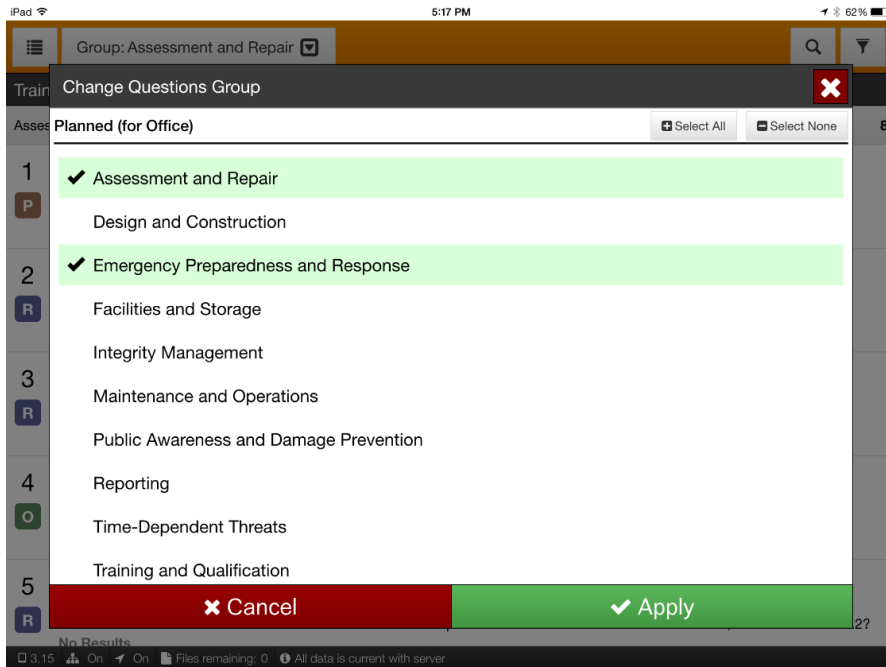 iPad 5:17 PM 62%
Group: Assessment and Repair
Train
Change Questions Group
Asses
Planned (for Office) Select All Select None 8
1
P
Assessment and Repair
Design and Construction
2
R
Emergency Preparedness and Response
Facilities and Storage
Integrity Management
3
R
Maintenance and Operations
Public Awareness and Damage Prevention
4
O
Reporting
Time-Dependent Threats
Training and Qualification
5
R
Cancel Apply
2?
No Results
3.15 On On Files remaining: 0 All data is current with server